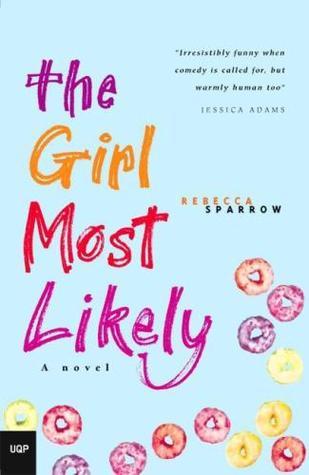 "Irresistibly funny when
comedy is called for, but
warmly human too"
JESSICA ADAMS
the
Girl
Most
Likely
REBECCA
SPARROW
A novel
UQP